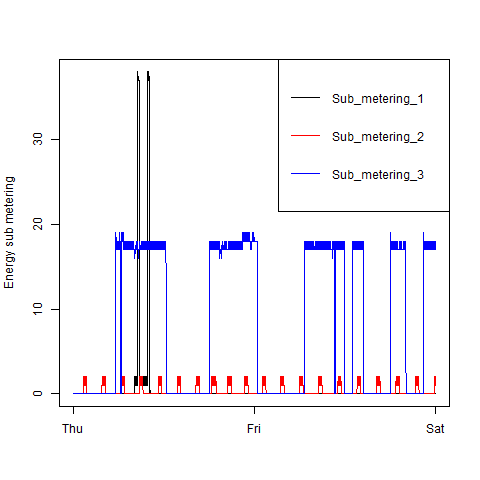 Sub_metering_1
Sub_metering_2
Sub_metering_3
Energy sub metering
30
20
10
0
Thu
Fri
Sat